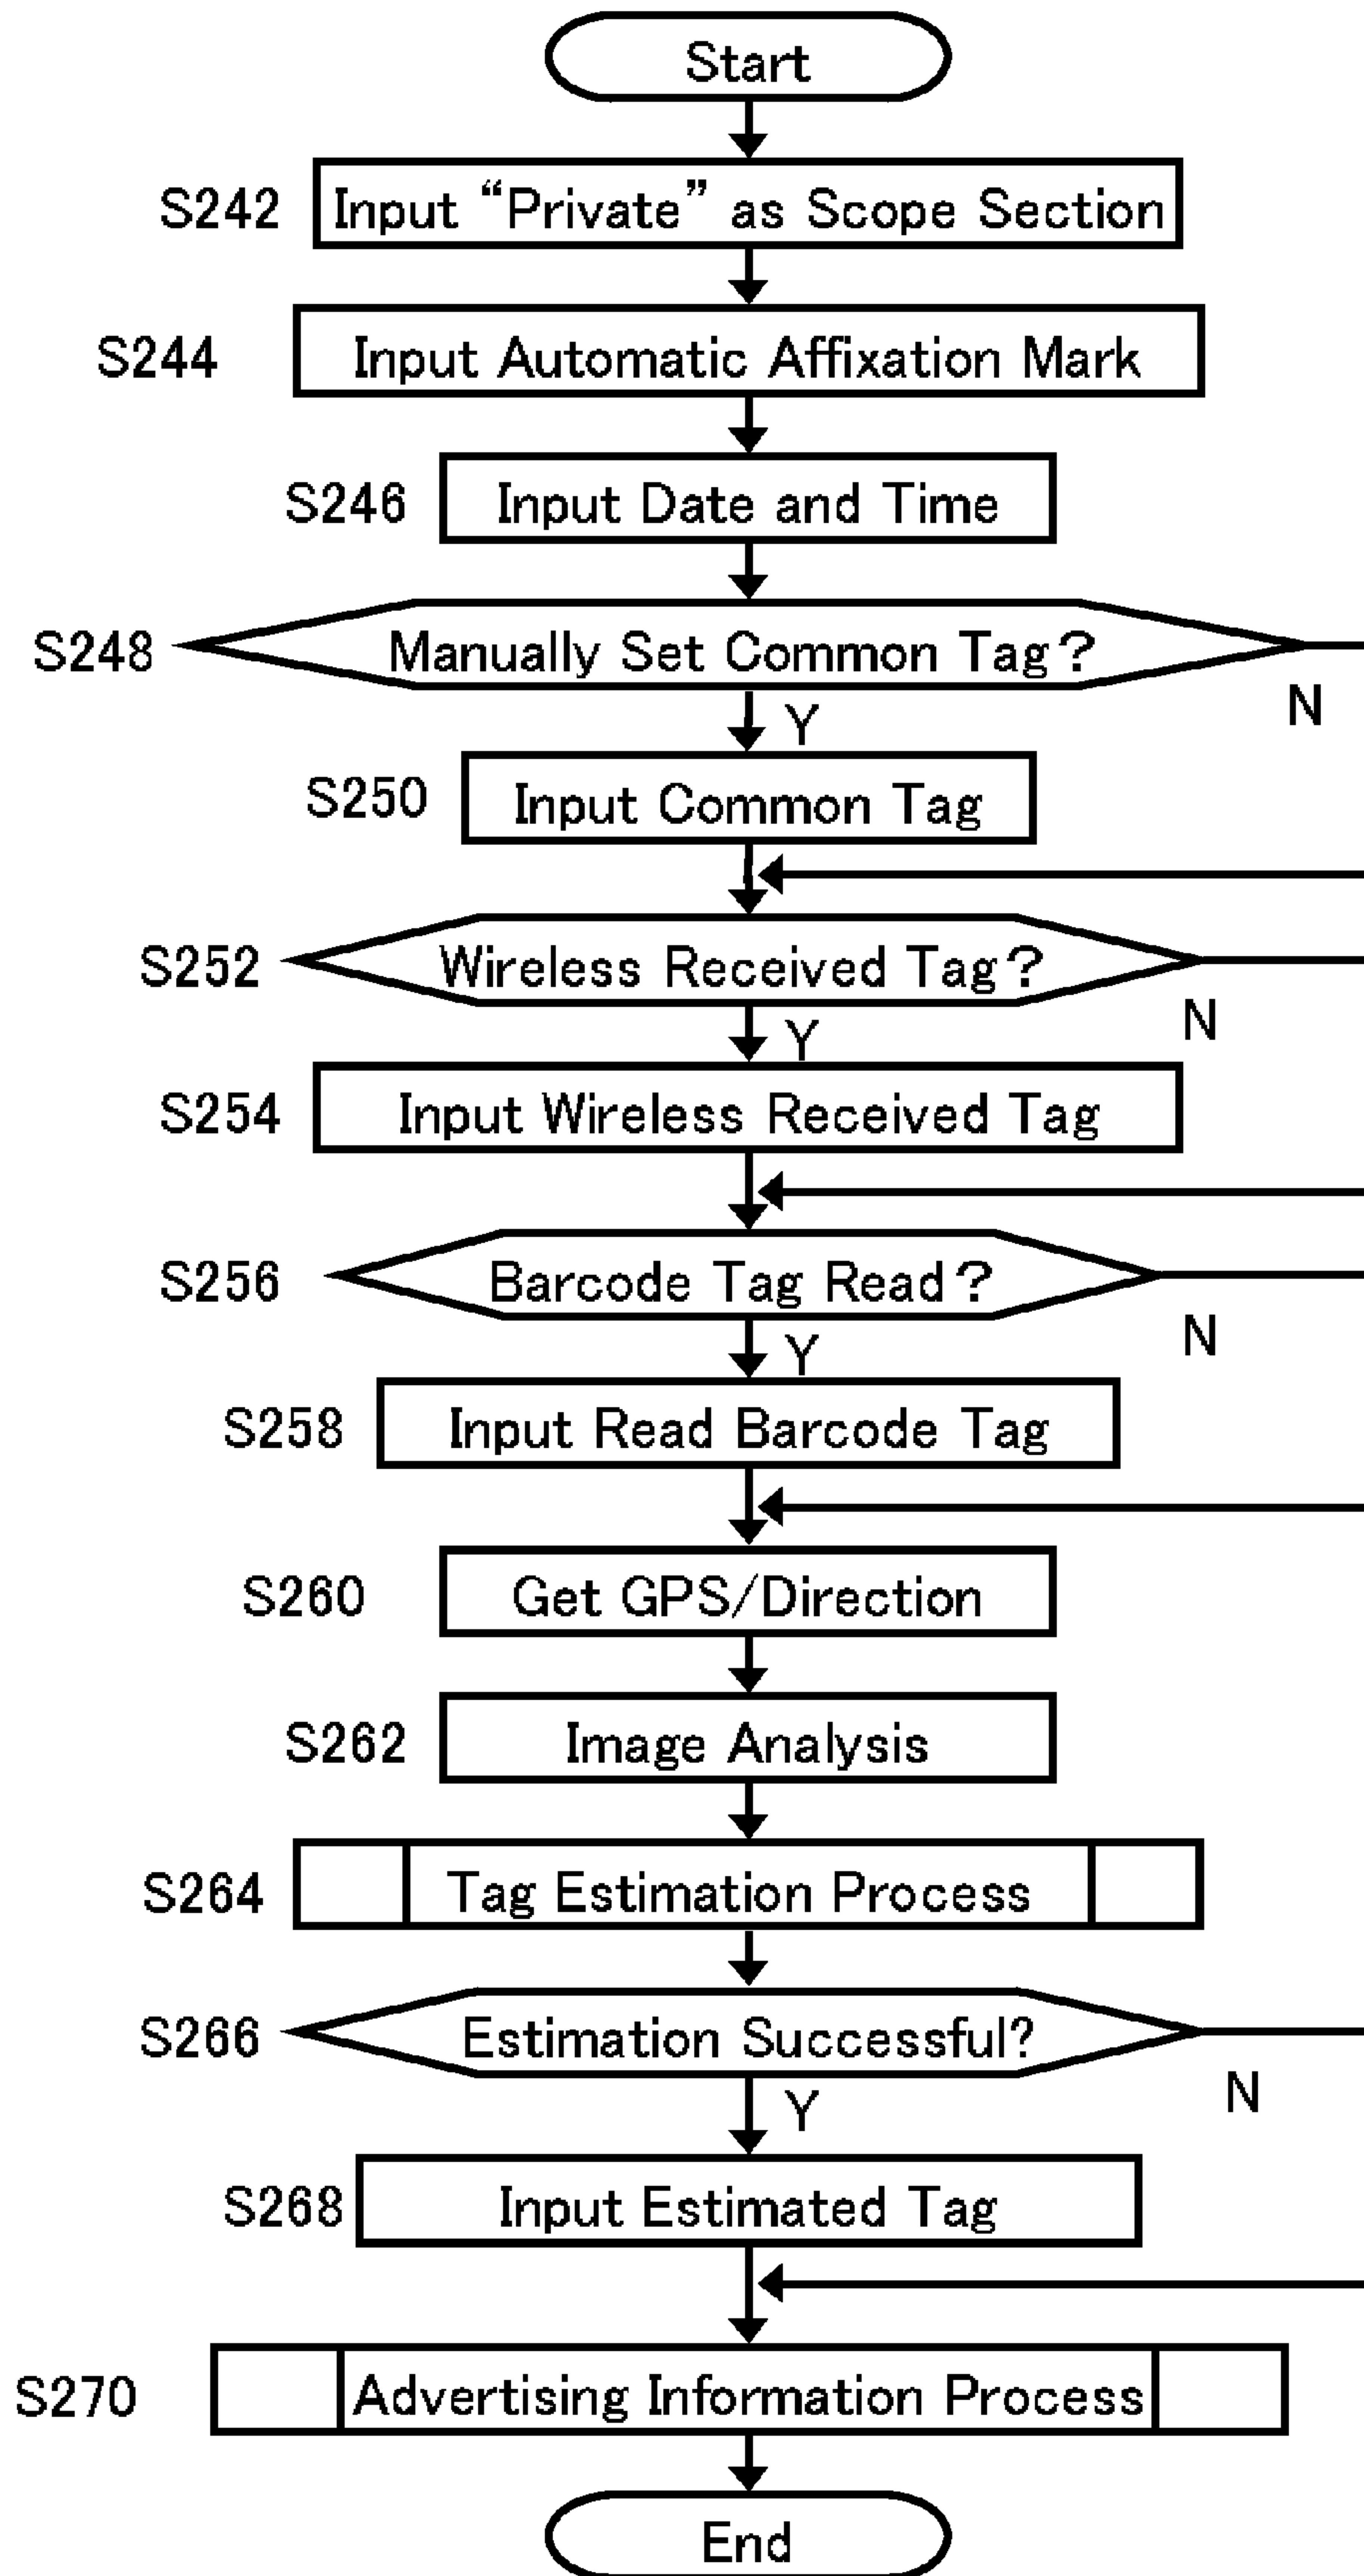 Start
S242 Input “Private” as Scope Section
S244 Input Automatic Affixation Mark
S246 Input Date and Time
S248 Manually Set Common Tag?
N
Y
S250 Input Common Tag
S252 Wireless Received Tag?
N
Y
S254 Input Wireless Received Tag
S256 Barcode Tag Read?
N
Y
S258 Input Read Barcode Tag
S260 Get GPS/Direction
S262 Image Analysis
S264 Tag Estimation Process
S266 Estimation Successful?
N
Y
S268 Input Estimated Tag
S270 Advertising Information Process
End